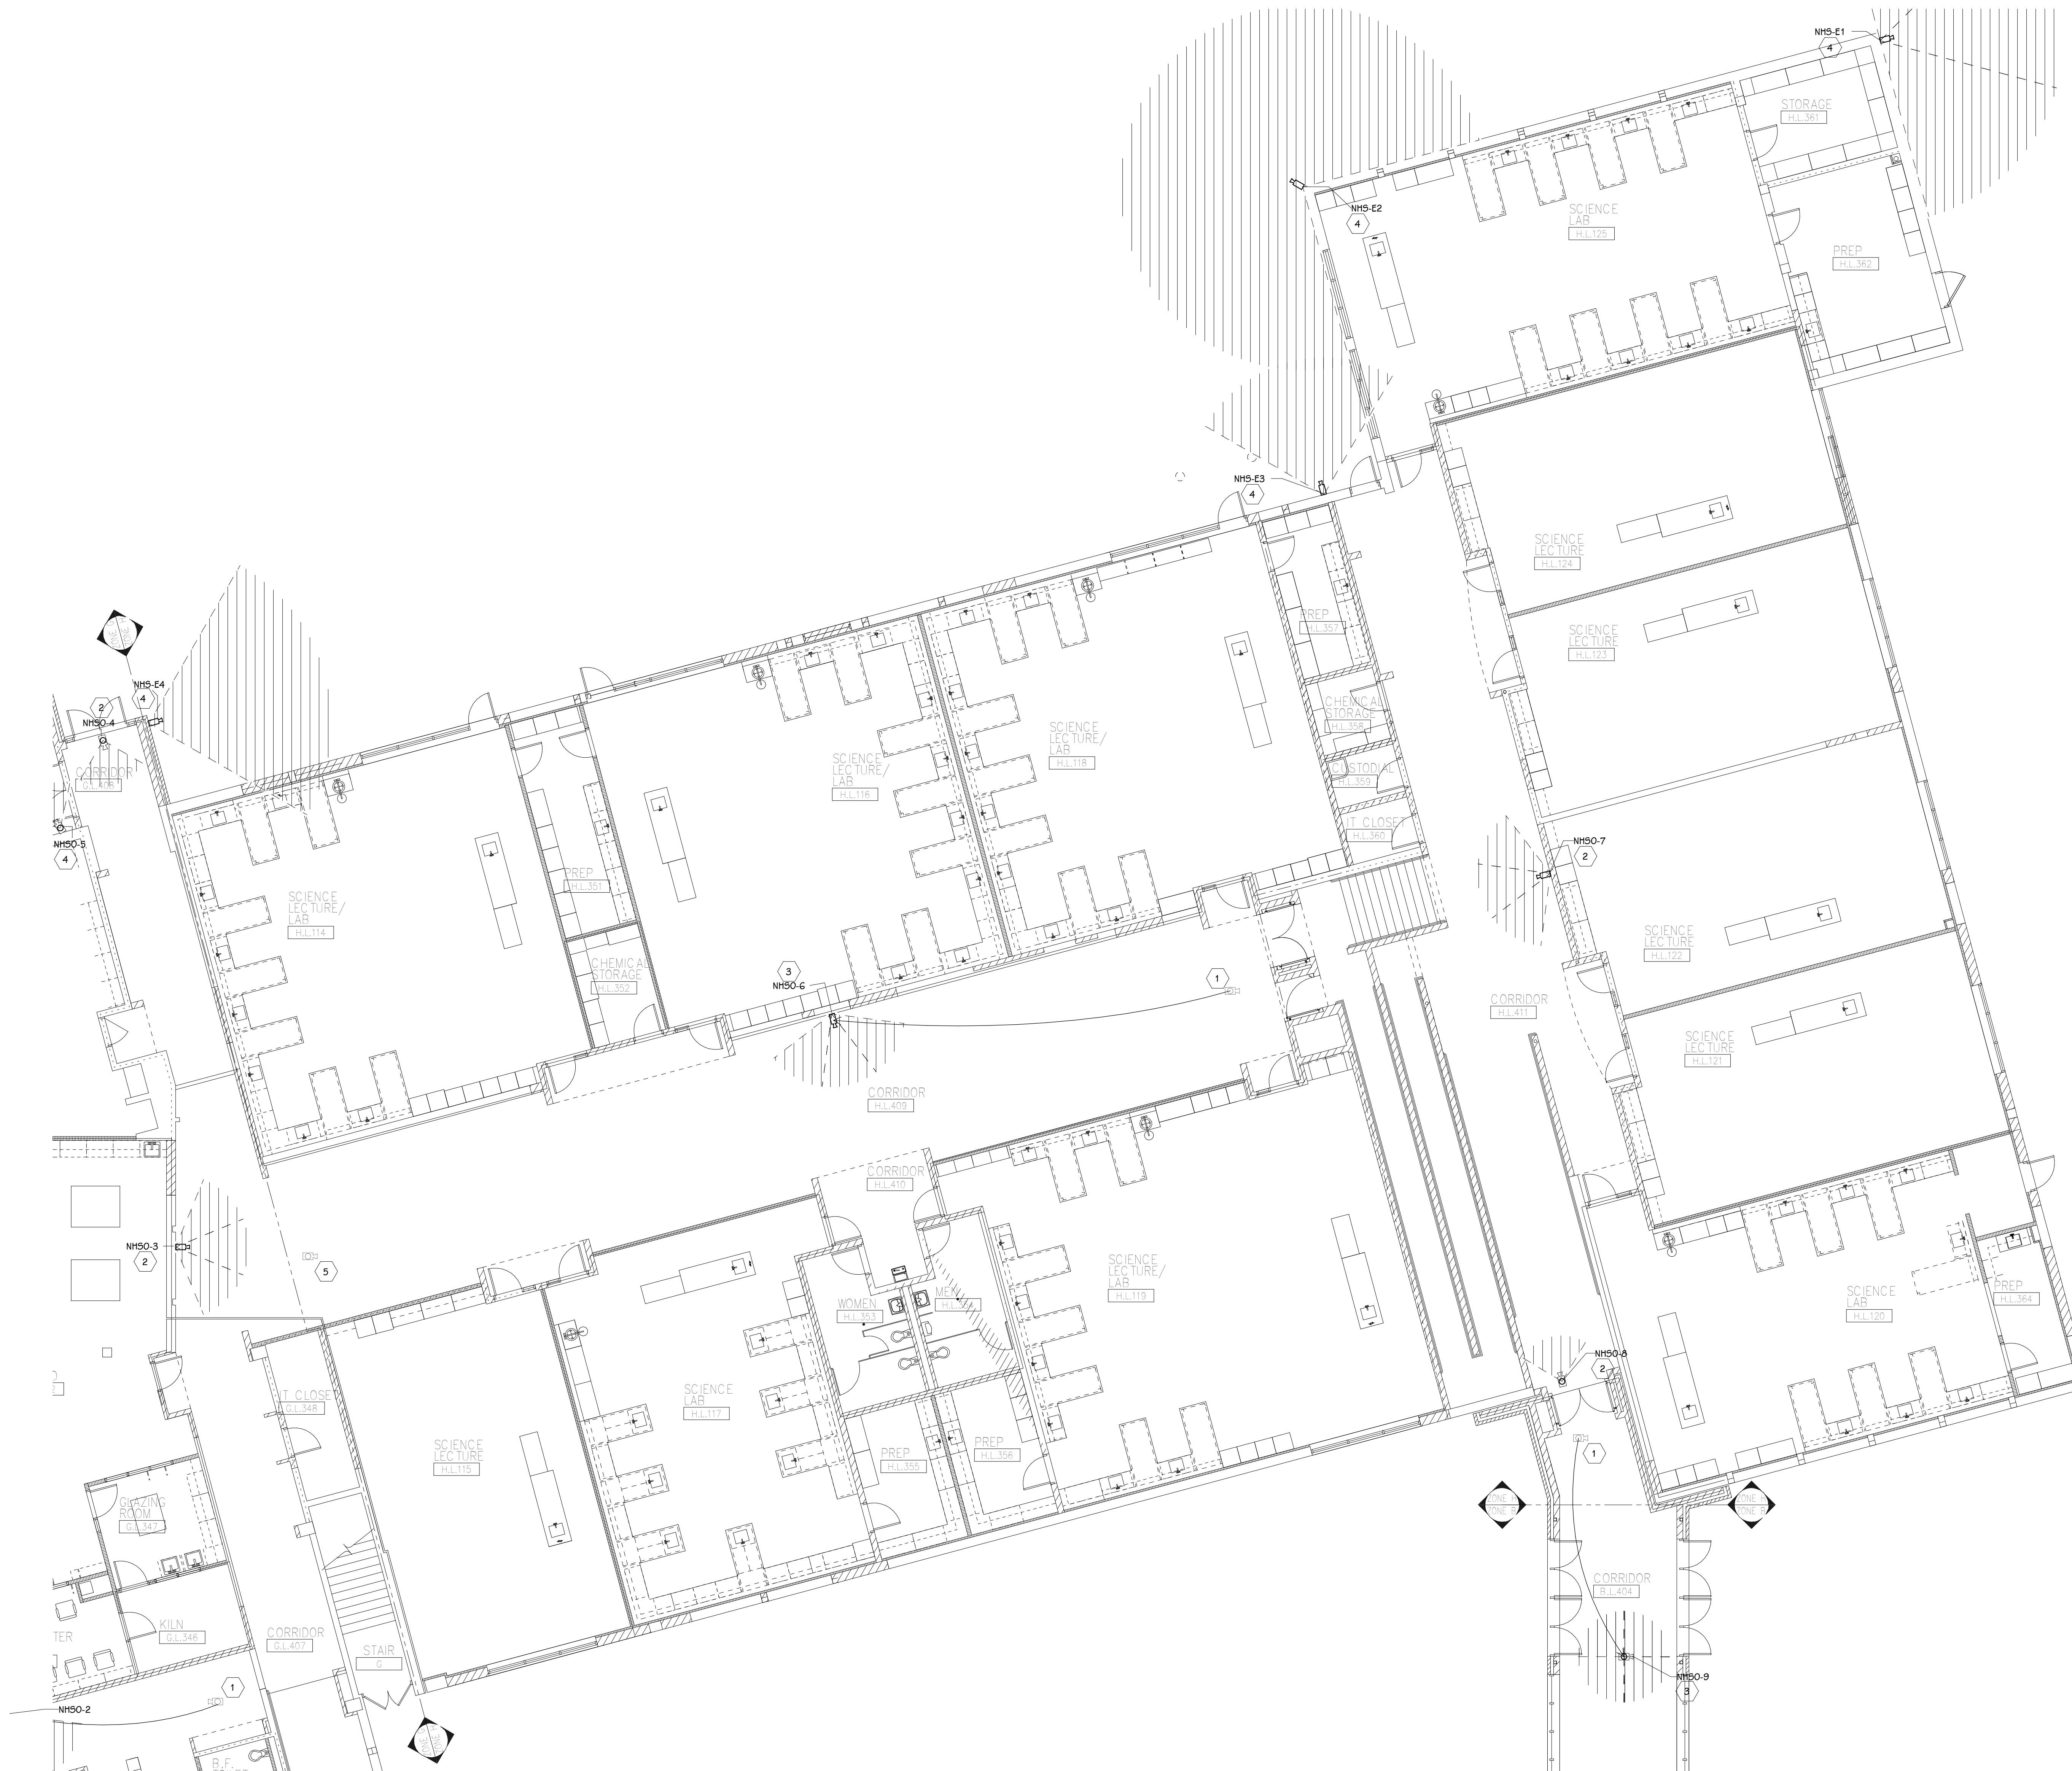 NHS-E1
4
STORAGE
H.L.361
NHS-E2
4
SCIENCE
LAB
H.L.125
PREP
H.L.362
NHS-E3
4
SCIENCE
LECTURE
H.L.124
PREP
H.L.357
SCIENCE
LECTURE
H.L.123
NHS-E4
4
2
NHSO-4
CORRIDOR
G.L.408
CHEMICAL
STORAGE
H.L.358
SCIENCE
LECTURE/
LAB
H.L.118
SCIENCE
LECTURE/
LAB
H.L.116
CUSTODIAL
H.L.359
IT CLOSET
H.L.360
NHSO-5
4
NHSO-7
2
PREP
H.L.351
SCIENCE
LECTURE/
LAB
H.L.114
SCIENCE
LECTURE
H.L.122
CHEMICAL
STORAGE
H.L.352
3
NHSO-6
1
CORRIDOR
H.L.411
SCIENCE
LECTURE
H.L.121
CORRIDOR
H.L.409
CORRIDOR
H.L.410
NHSO-3
2
5
SCIENCE
LECTURE/
LAB
H.L.119
WOMEN
H.L.353
MEN
SCIENCE
LAB
H.L.120
PREP
H.L.364
NHSO-8
2
IT CLOSET
G.L.348
SCIENCE
LAB
H.L.117
SCIENCE
LECTURE
H.L.115
PREP
H.L.355
PREP
H.L.356
1
GLAZING
ROOM
G.L.347
ZONE H
ZONE B
ZONE H
ZONE B
CORRIDOR
B.L.404
KILN
G.L.346
TER
CORRIDOR
G.L.407
STAIR
G
NHSO-9
3
1
NHSO-2
B.F.